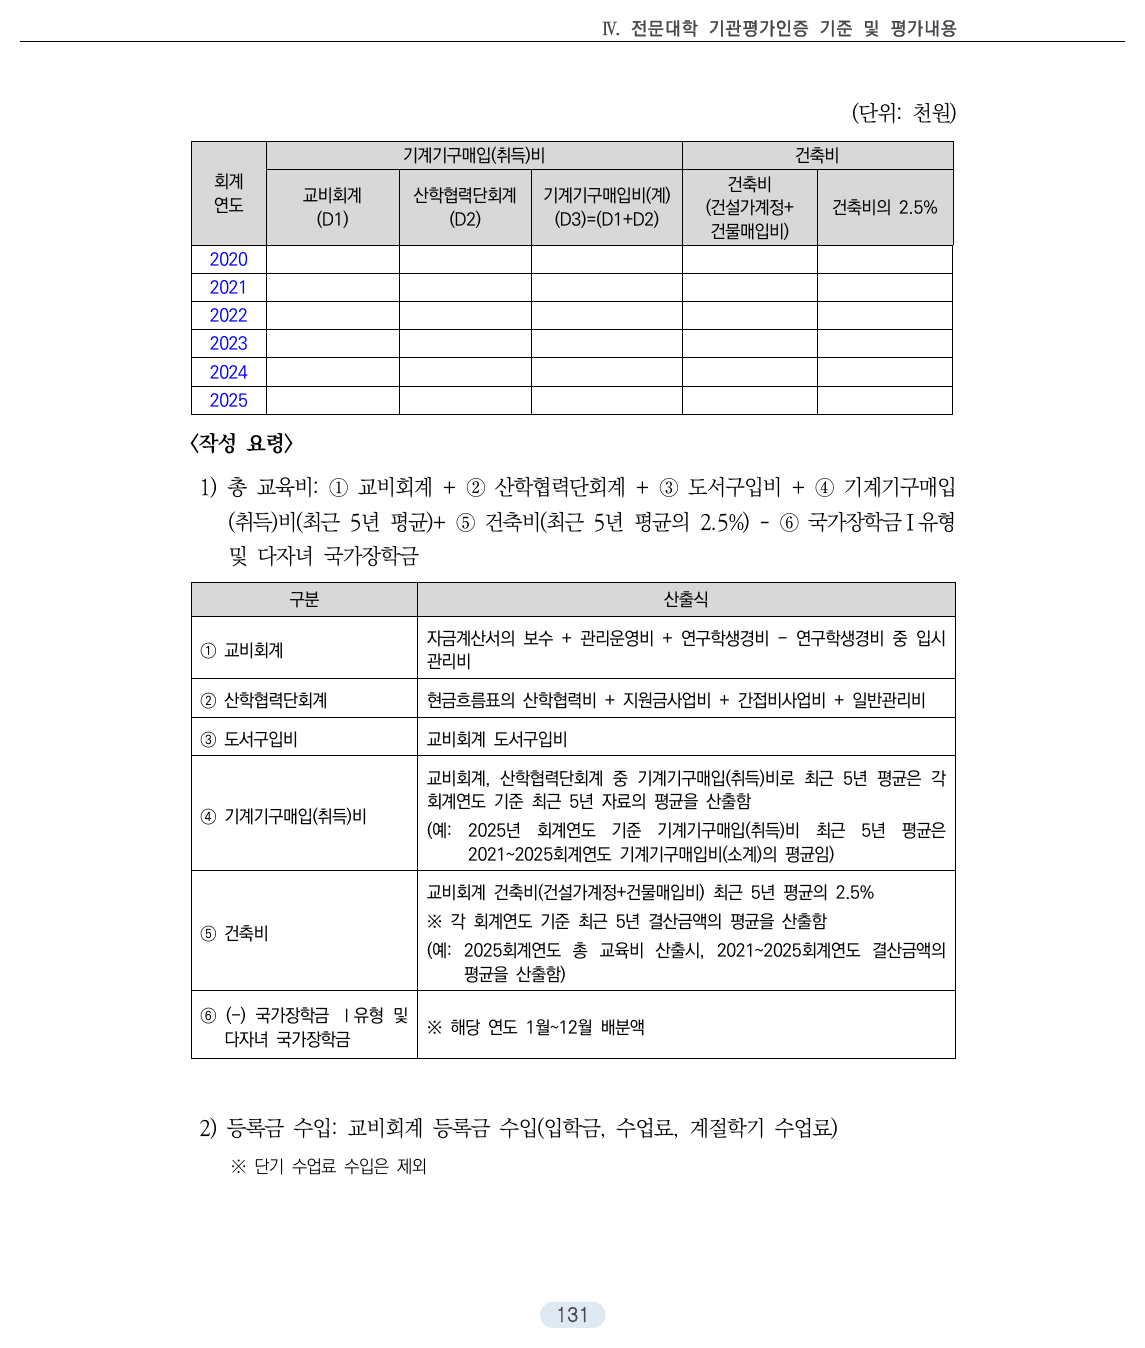 Ⅳ. 전문대학 기관평가인증 기준 및 평가내용
(단위: 천원)
회계
연도
기계기구매입(취득)비
건축비
교비회계
(D1)
산학협력단회계
(D2)
기계기구매입비(계)
(D3)=(D1+D2)
건축비
(건설가계정+
건물매입비)
건축비의 2.5%
2020
2021
2022
2023
2024
2025
<작성 요령>
1) 총 교육비: ① 교비회계 + ② 산학협력단회계 + ③ 도서구입비 + ④ 기계기구매입
(취득)비(최근 5년 평균)+ ⑤ 건축비(최근 5년 평균의 2.5%) - ⑥ 국가장학금Ⅰ유형
및 다자녀 국가장학금
구분
산출식
① 교비회계
자금계산서의 보수 + 관리운영비 + 연구학생경비 - 연구학생경비 중 입시
관리비
② 산학협력단회계
현금흐름표의 산학협력비 + 지원금사업비 + 간접비사업비 + 일반관리비
③ 도서구입비
교비회계 도서구입비
④ 기계기구매입(취득)비
교비회계, 산학협력단회계 중 기계기구매입(취득)비로 최근 5년 평균은 각
회계연도 기준 최근 5년 자료의 평균을 산출함
(예: 2025년 회계연도 기준 기계기구매입(취득)비 최근 5년 평균은
2021~2025회계연도 기계기구매입비(소계)의 평균임)
⑤ 건축비
교비회계 건축비(건설가계정+건물매입비) 최근 5년 평균의 2.5%
※ 각 회계연도 기준 최근 5년 결산금액의 평균을 산출함
(예: 2025회계연도 총 교육비 산출시, 2021~2025회계연도 결산금액의
평균을 산출함)
⑥ (-) 국가장학금 Ⅰ유형 및
다자녀 국가장학금
※ 해당 연도 1월~12월 배분액
2) 등록금 수입: 교비회계 등록금 수입(입학금, 수업료, 계절학기 수업료)
※ 단기 수업료 수입은 제외
131